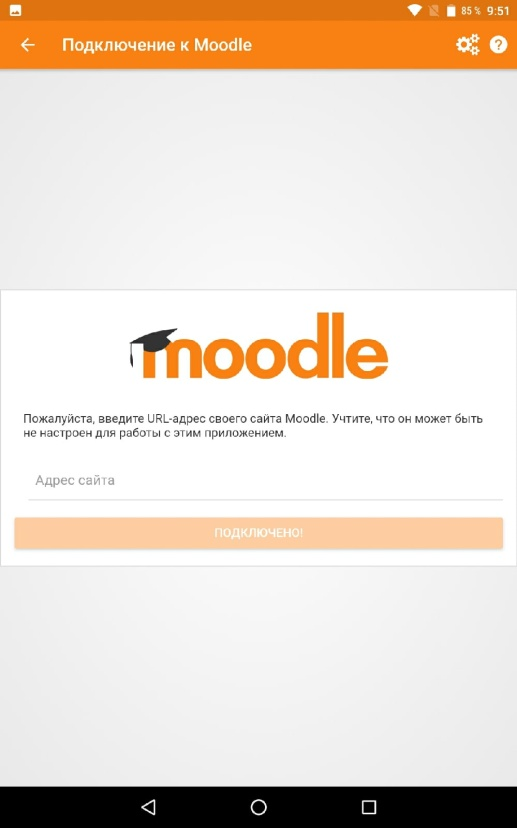 85 % 9:51
Подключение к Moodle
moodle
Пожалуйста, введите URL-адрес своего сайта Moodle. Учтите, что он может быть
не настроен для работы с этим приложением.
Адрес сайта
ПОДКЛЮЧЕНО!